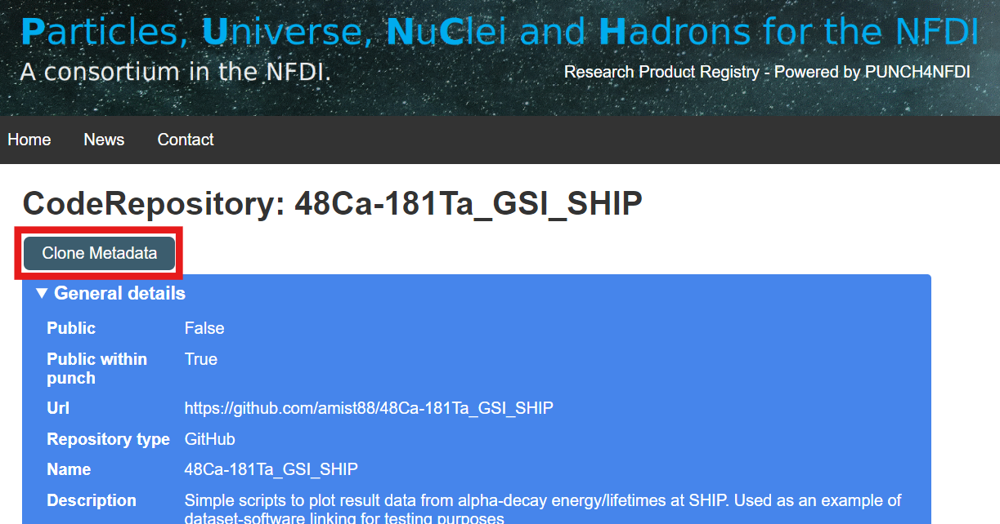 Particles, Universe, NuClei and Hadrons for the NFDI
A consortium in the NFDI.
Research Product Registry - Powered by PUNCH4NFDI
Home News Contact
CodeRepository: 48Ca-181Ta_GSI_SHIP
Clone Metadata
▼ General details
Public False
Public within punch True
Url https://github.com/amist88/48Ca-181Ta_GSI_SHIP
Repository type GitHub
Name 48Ca-181Ta_GSI_SHIP
Description Simple scripts to plot result data from alpha-decay energy/lifetimes at SHIP. Used as an example of
dataset-software linking for testing purposes